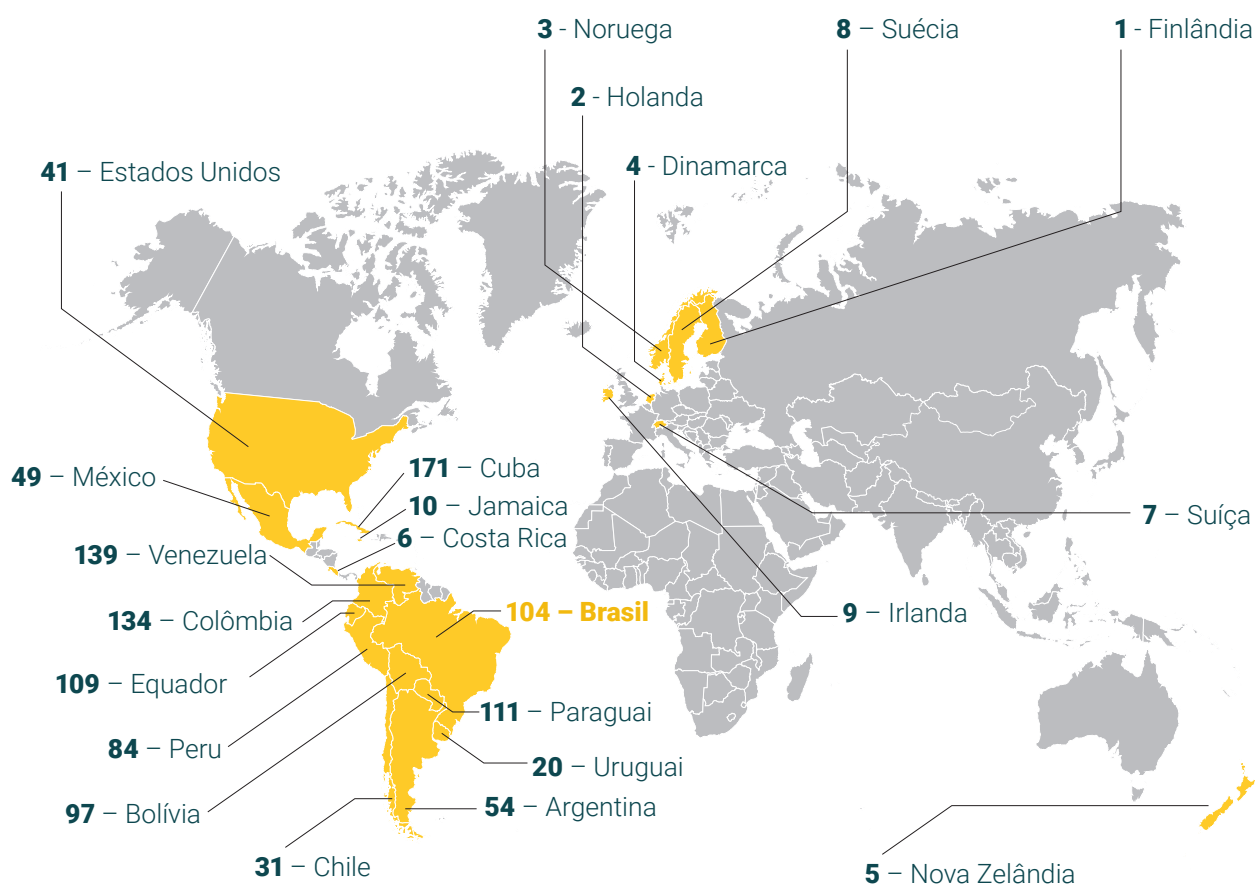 3 - Noruega
8 – Suécia
1 - Finlândia
2 - Holanda
4 - Dinamarca
41 – Estados Unidos
49 – México
171 – Cuba
10 – Jamaica
6 – Costa Rica
7 – Suíça
139 – Venezuela
134 – Colômbia
104 – Brasil
9 – Irlanda
109 – Equador
111 – Paraguai
84 – Peru
20 – Uruguai
97 – Bolívia
54 – Argentina
31 – Chile
5 – Nova Zelândia